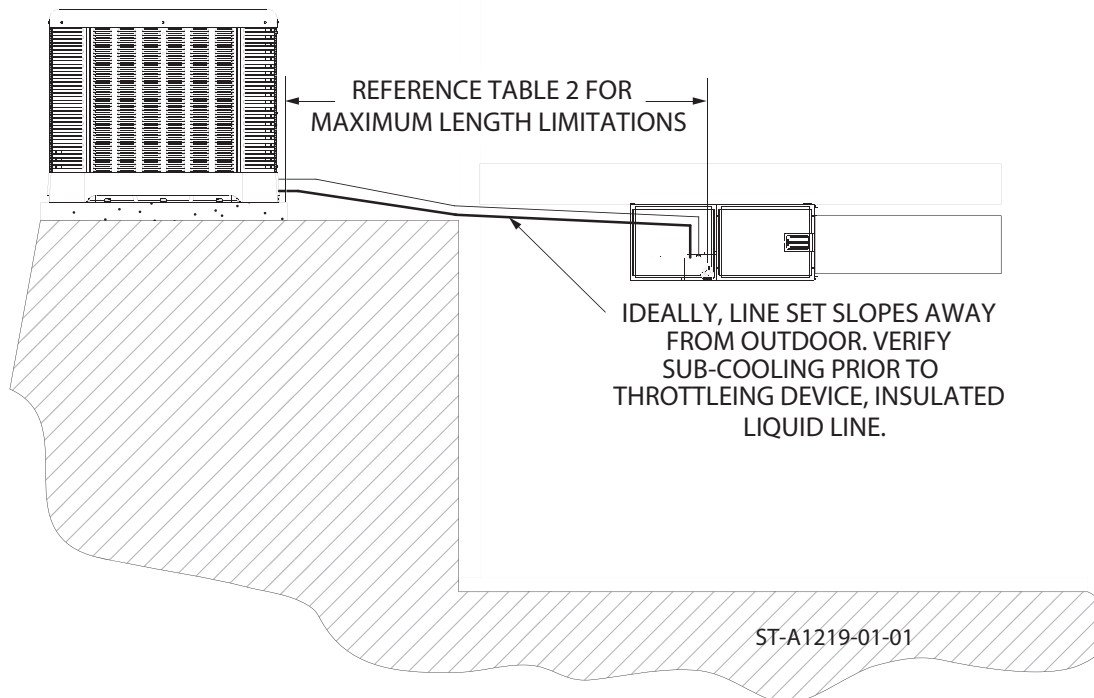 REFERENCE TABLE 2 FOR
MAXIMUM LENGTH LIMITATIONS
IDEALLY, LINE SET SLOPES AWAY
FROM OUTDOOR. VERIFY
SUB-COOLING PRIOR TO
THROTTLEING DEVICE, INSULATED
LIQUID LINE.
ST-A1219-01-01